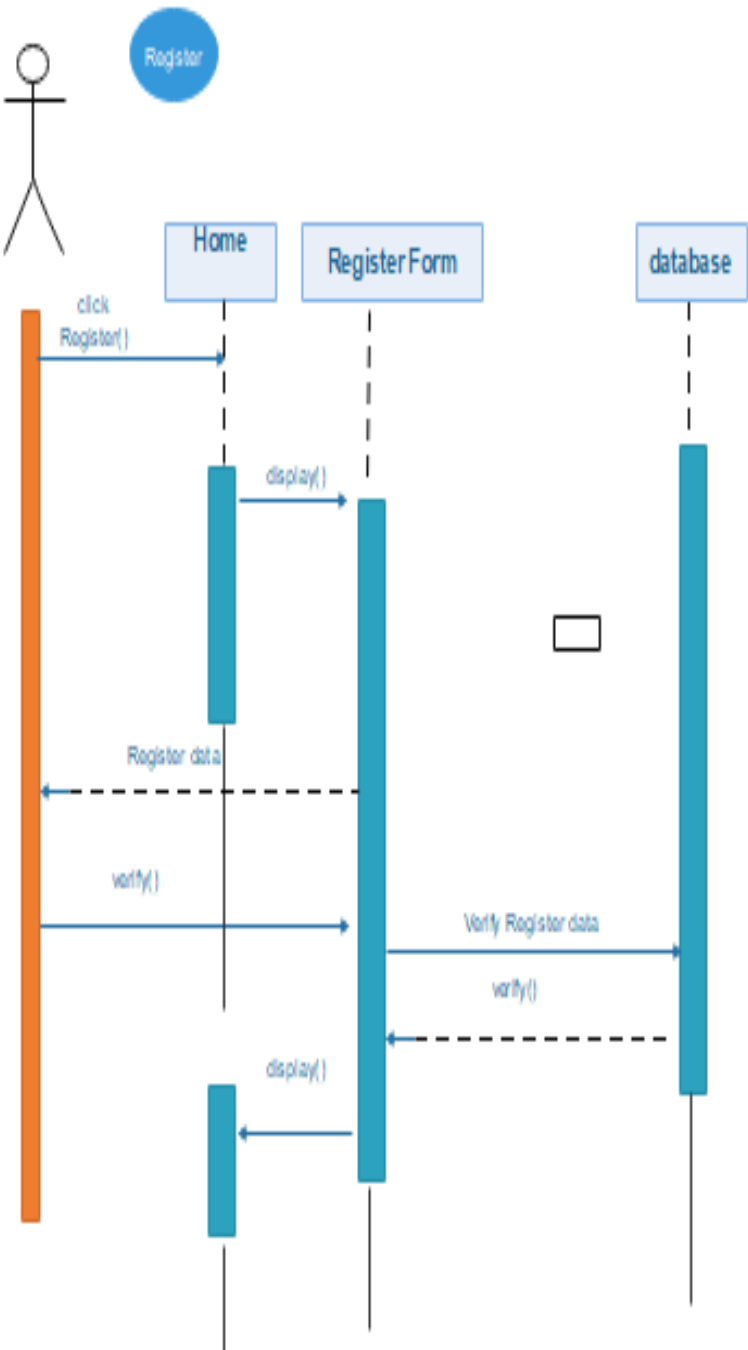 Register
Home
Register Form
database
click
Register()
display()
Register data
verify()
Verify Register data
verify()
display()